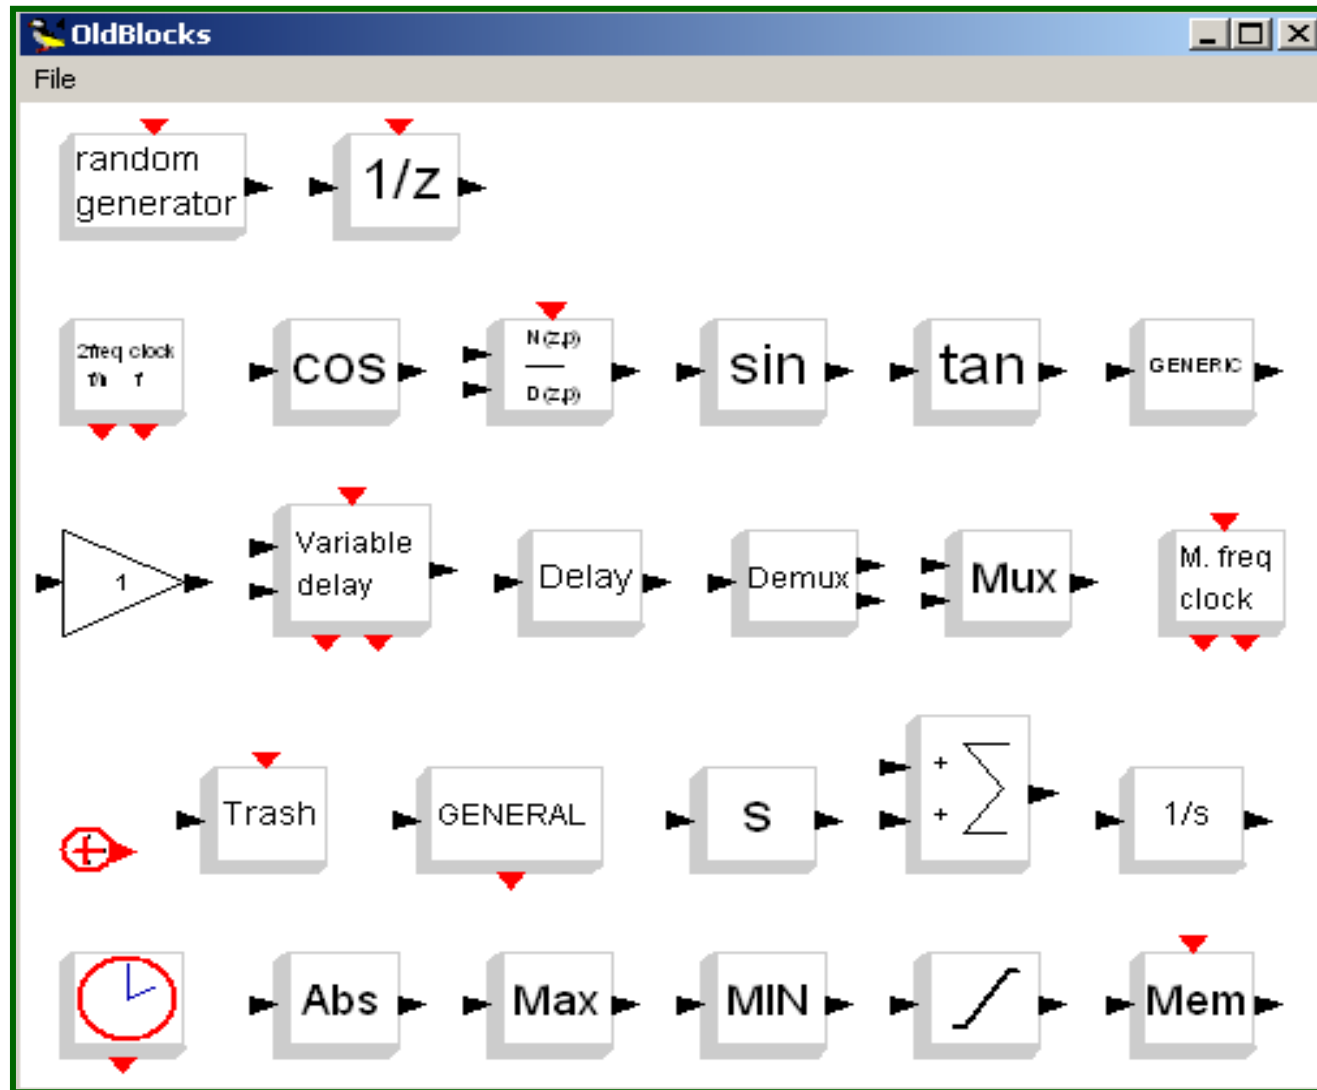 OldBlocks
File
random
generator
1/z
2freq clock
f/n f
cos
N(z,p)
D(z,p)
sin
tan
GENERIC
1
Variable
delay
Delay
Demux
Mux
M. freq
clock
Trash
GENERAL
s
+
+
1/s
Abs
Max
MIN
Mem